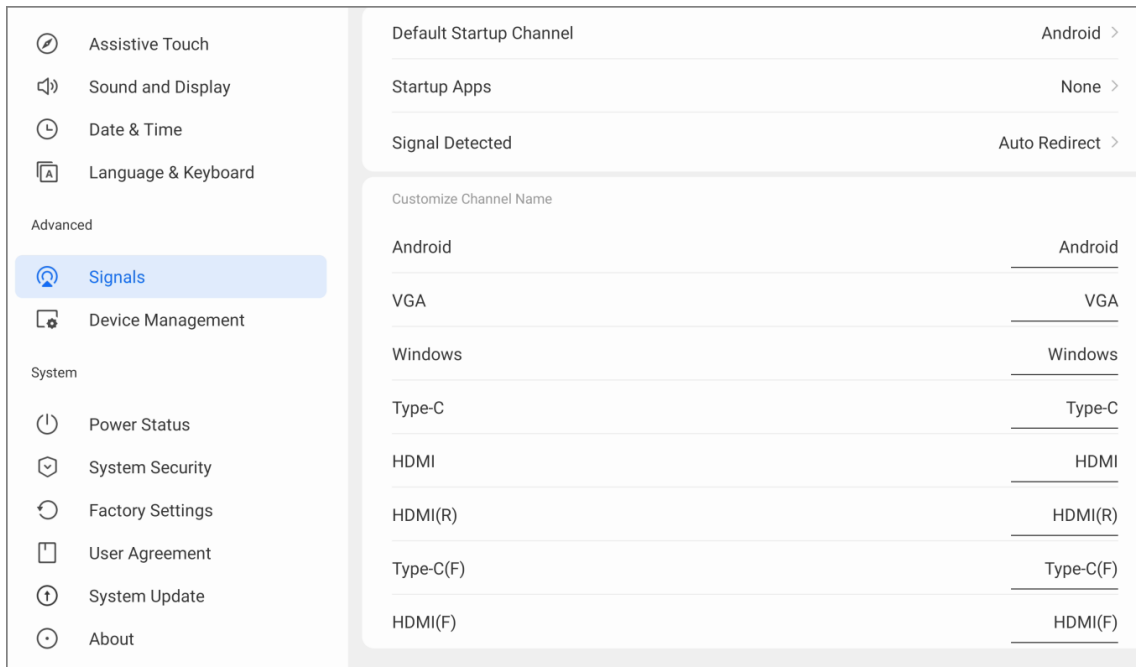 Assistive Touch
Sound and Display
Date & Time
Language & Keyboard
Advanced
Signals
Device Management
System
Power Status
System Security
Factory Settings
User Agreement
System Update
About
Default Startup Channel Android
Startup Apps None
Signal Detected Auto Redirect
Customize Channel Name
Android Android
VGA VGA
Windows Windows
Type-C Type-C
HDMI HDMI
HDMI(R) HDMI(R)
Type-C(F) Type-C(F)
HDMI(F) HDMI(F)